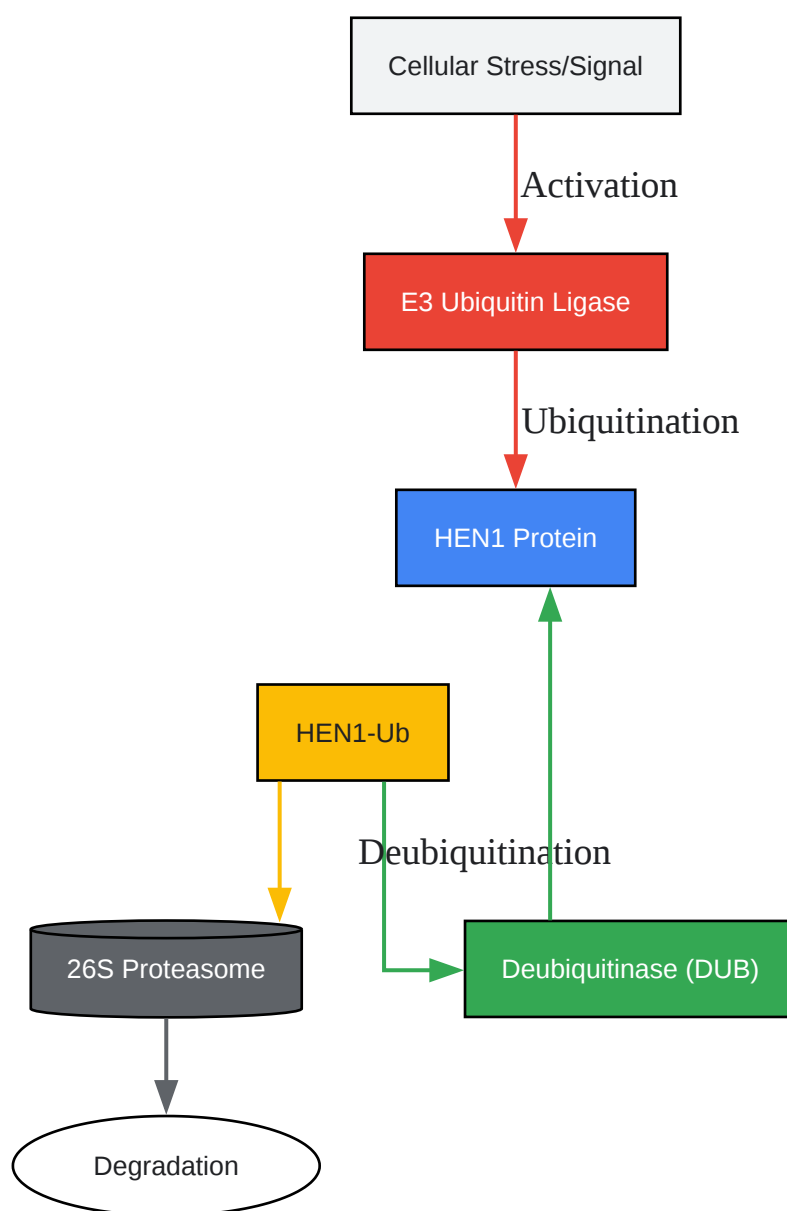 Cellular Stress/Signal
Activation
E3 Ubiquitin Ligase
Ubiquitination
HEN1 Protein
HEN1-Ub
Deubiquitination
26S Proteasome
Deubiquitinase (DUB)
Degradation